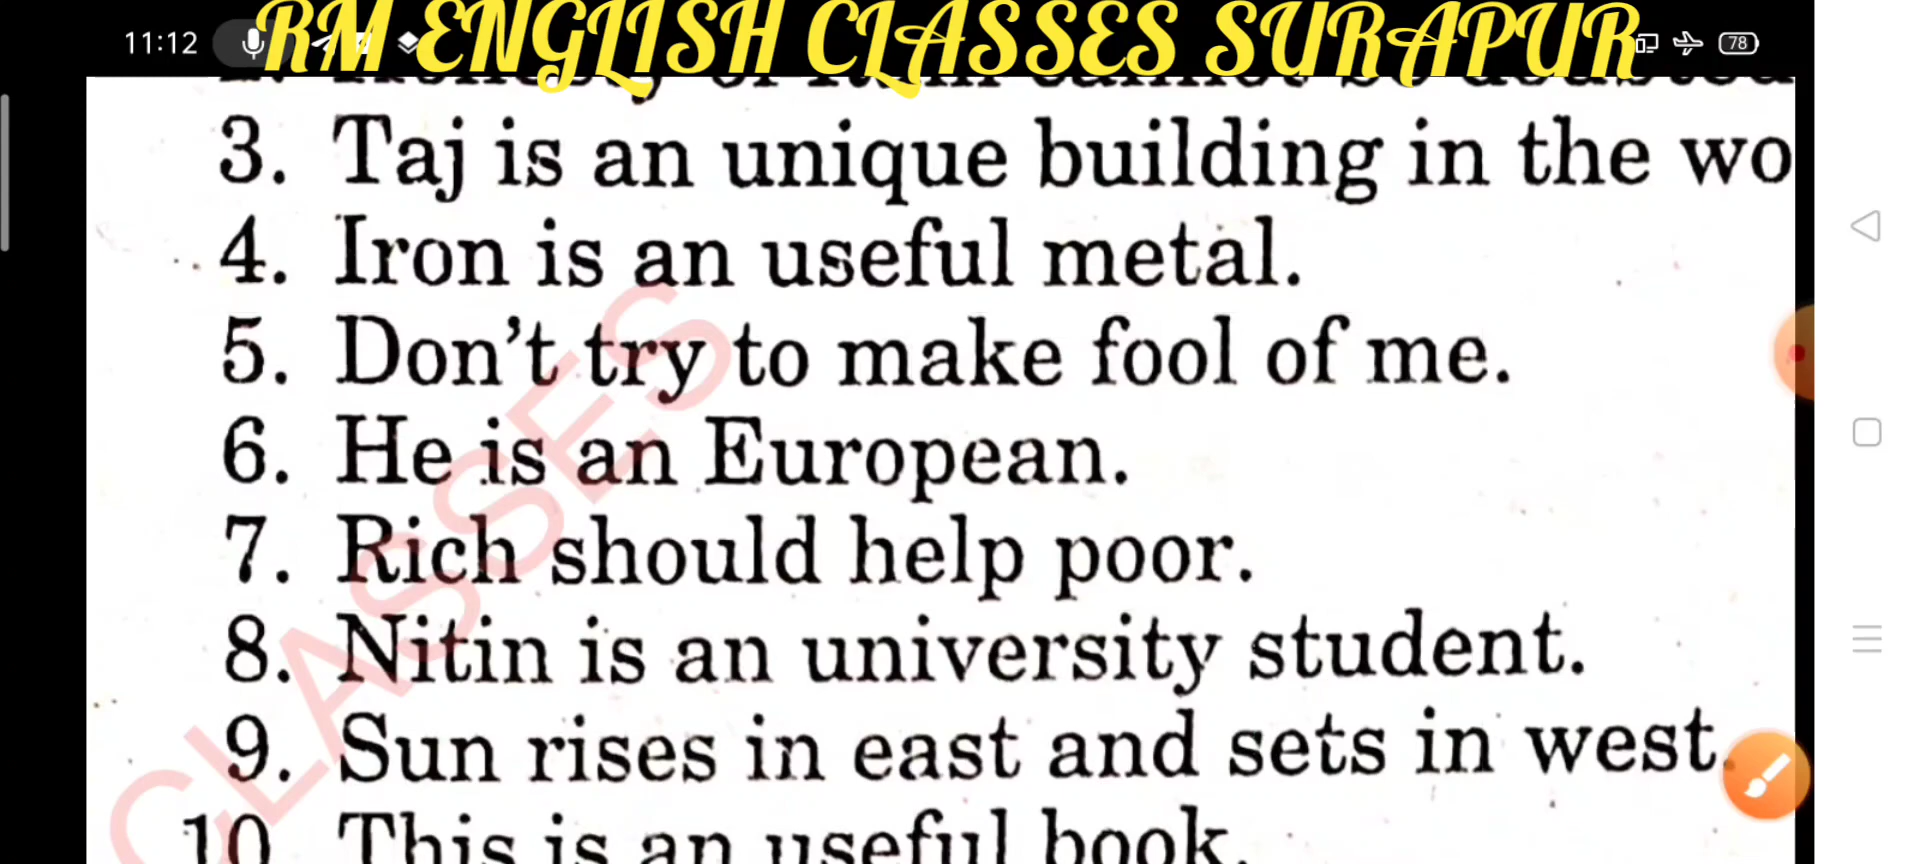 RM ENGLISH CLASSES SURAPUR
11:12
78
3. Taj is an unique building in the wo
4. Iron is an useful metal.
5. Don't try to make fool of me.
6. He is an European.
7. Rich should help poor.
8. Nitin is an university student.
9. Sun rises in east and sets in west.
10 This is an useful book.
CLASSES